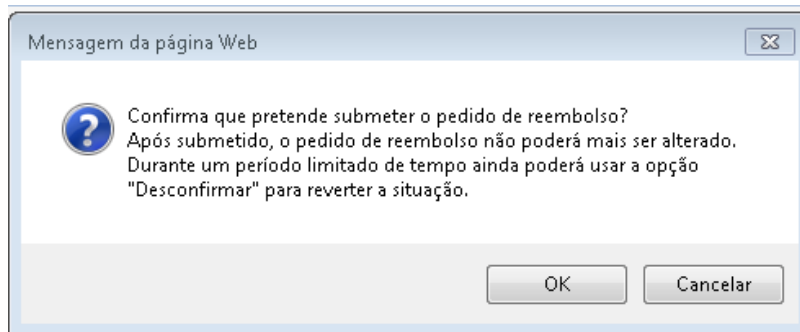 Mensagem da página Web
Confirma que pretende submeter o pedido de reembolso?
Após submetido, o pedido de reembolso não poderá mais ser alterado.
Durante um período limitado de tempo ainda poderá usar a opção
"Desconfirmar" para reverter a situação.
OK
Cancelar